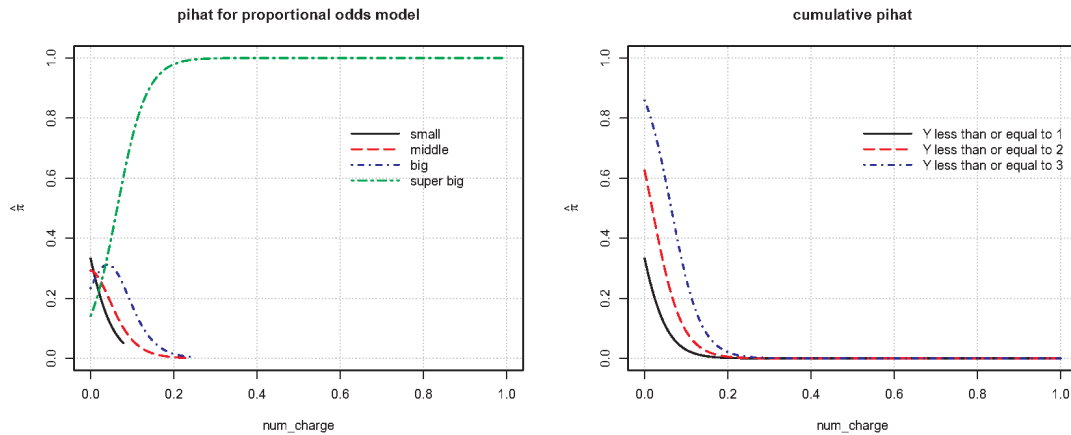 pihat for proportional odds model
1.0
0.8
0.6
0.4
0.2
0.0
π̂
small
middle
big
super big
0.0 0.2 0.4 0.6 0.8 1.0
num_charge
cumulative pihat
1.0
0.8
0.6
0.4
0.2
0.0
π̂
Y less than or equal to 1
Y less than or equal to 2
Y less than or equal to 3
0.0 0.2 0.4 0.6 0.8 1.0
num_charge